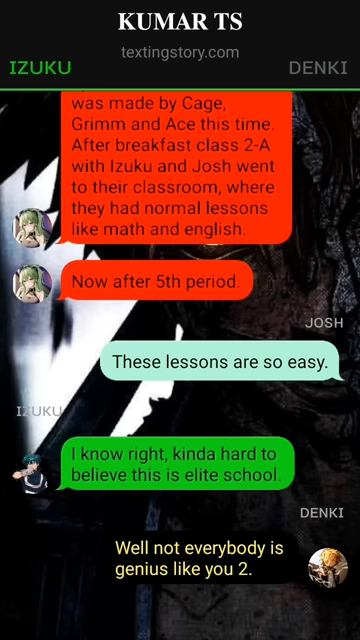 KUMAR TS
textingstory.com
IZUKU
DENKI
was made by Cage,
Grimm and Ace this time.
After breakfast class 2-A
with Izuku and Josh went
to their classroom, where
they had normal lessons
like math and english.
Now after 5th period.
JOSH
These lessons are so easy.
IZUKU
I know right, kinda hard to
believe this is elite school.
DENKI
Well not everybody is
genius like you 2.